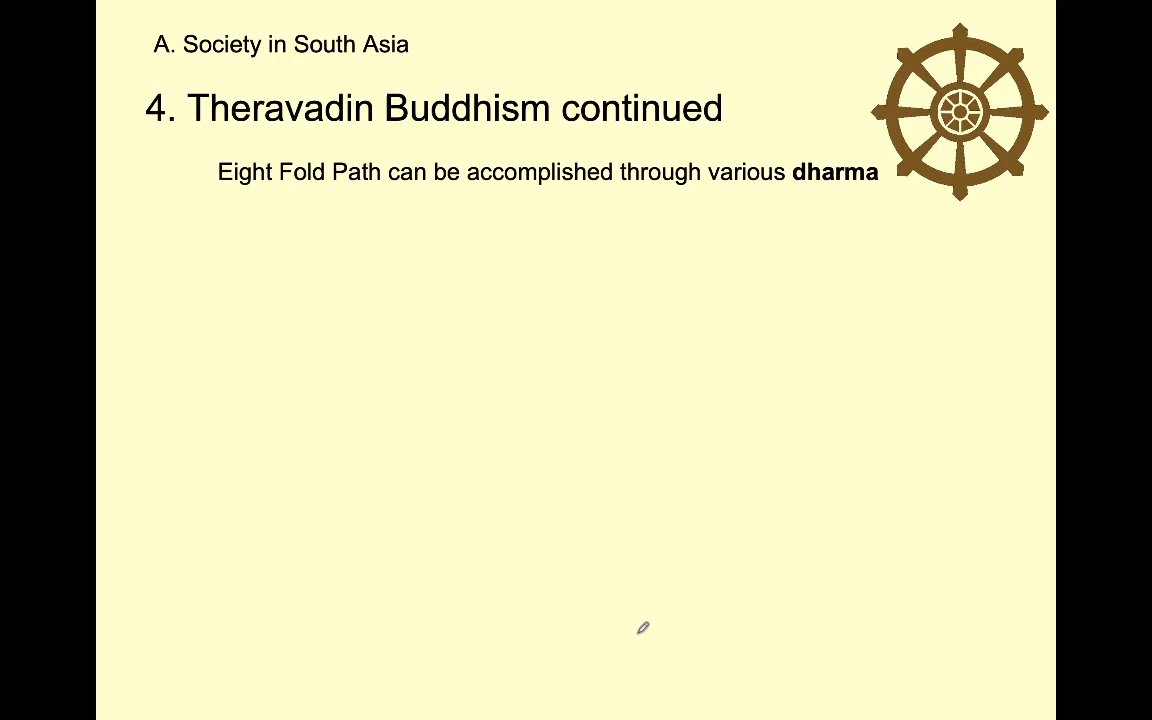 A. Society in South Asia
4. Theravadin Buddhism continued
Eight Fold Path can be accomplished through various dharma